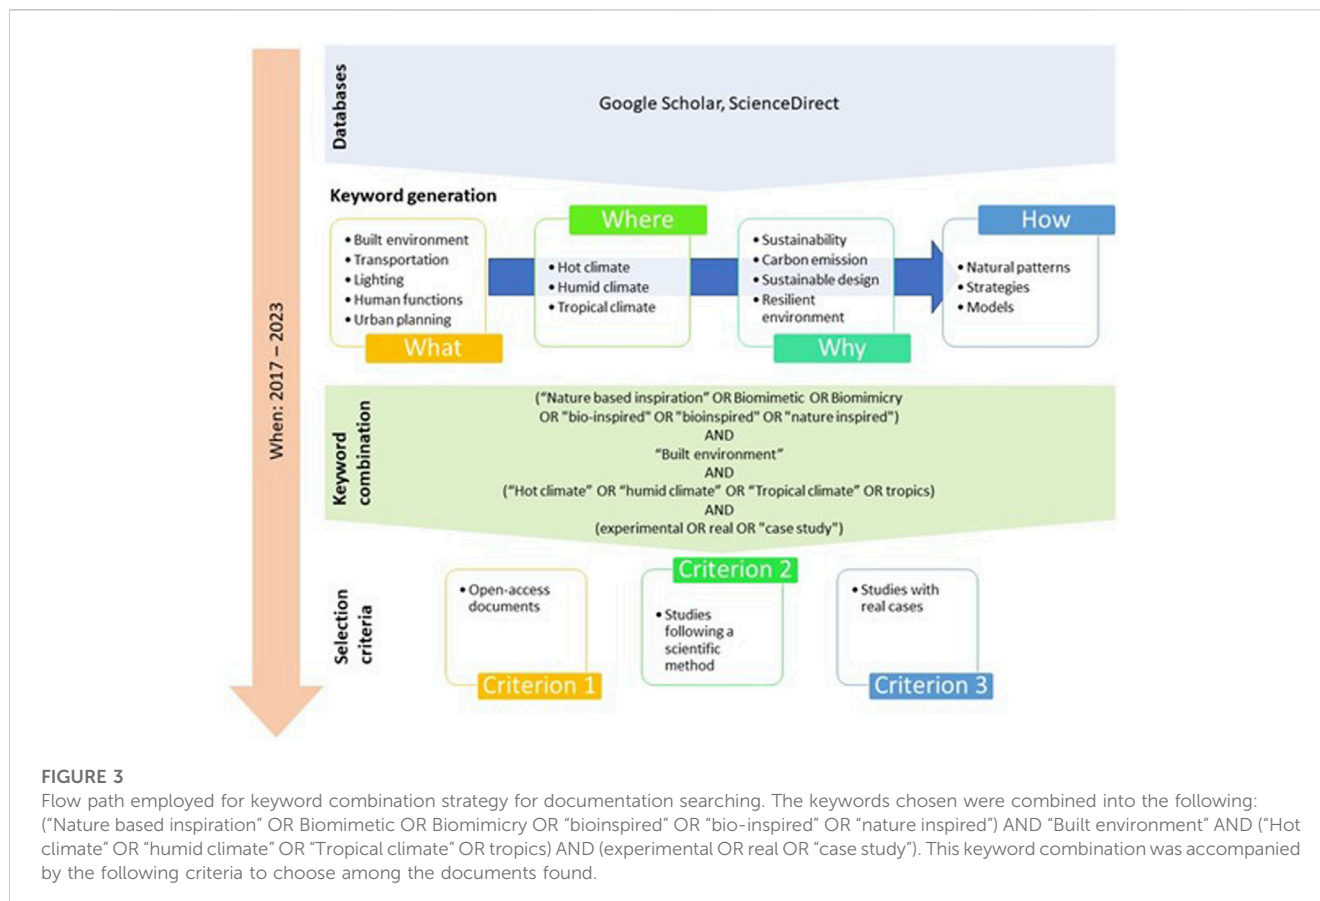 When: 2017 – 2023
Databases
Google Scholar, ScienceDirect
Keyword generation
• Built environment
• Transportation
• Lighting
• Human functions
• Urban planning
What
Where
• Hot climate
• Humid climate
• Tropical climate
• Sustainability
• Carbon emission
• Sustainable design
• Resilient
environment
Why
How
• Natural patterns
• Strategies
• Models
Keyword
combination
("Nature based inspiration" OR Biomimetic OR Biomimicry
OR "bio-inspired" OR "bioinspired" OR "nature inspired")
AND
"Built environment"
AND
("Hot climate" OR "humid climate" OR "Tropical climate" OR tropics)
AND
(experimental OR real OR "case study")
Selection
criteria
• Open-access
documents
Criterion 1
Criterion 2
• Studies
following a
scientific
method
• Studies with
real cases
Criterion 3
FIGURE 3
Flow path employed for keyword combination strategy for documentation searching. The keywords chosen were combined into the following:
("Nature based inspiration" OR Biomimetic OR Biomimicry OR "bioinspired" OR "bio-inspired" OR "nature inspired") AND "Built environment" AND ("Hot
climate" OR "humid climate" OR "Tropical climate" OR tropics) AND (experimental OR real OR "case study"). This keyword combination was accompanied
by the following criteria to choose among the documents found.